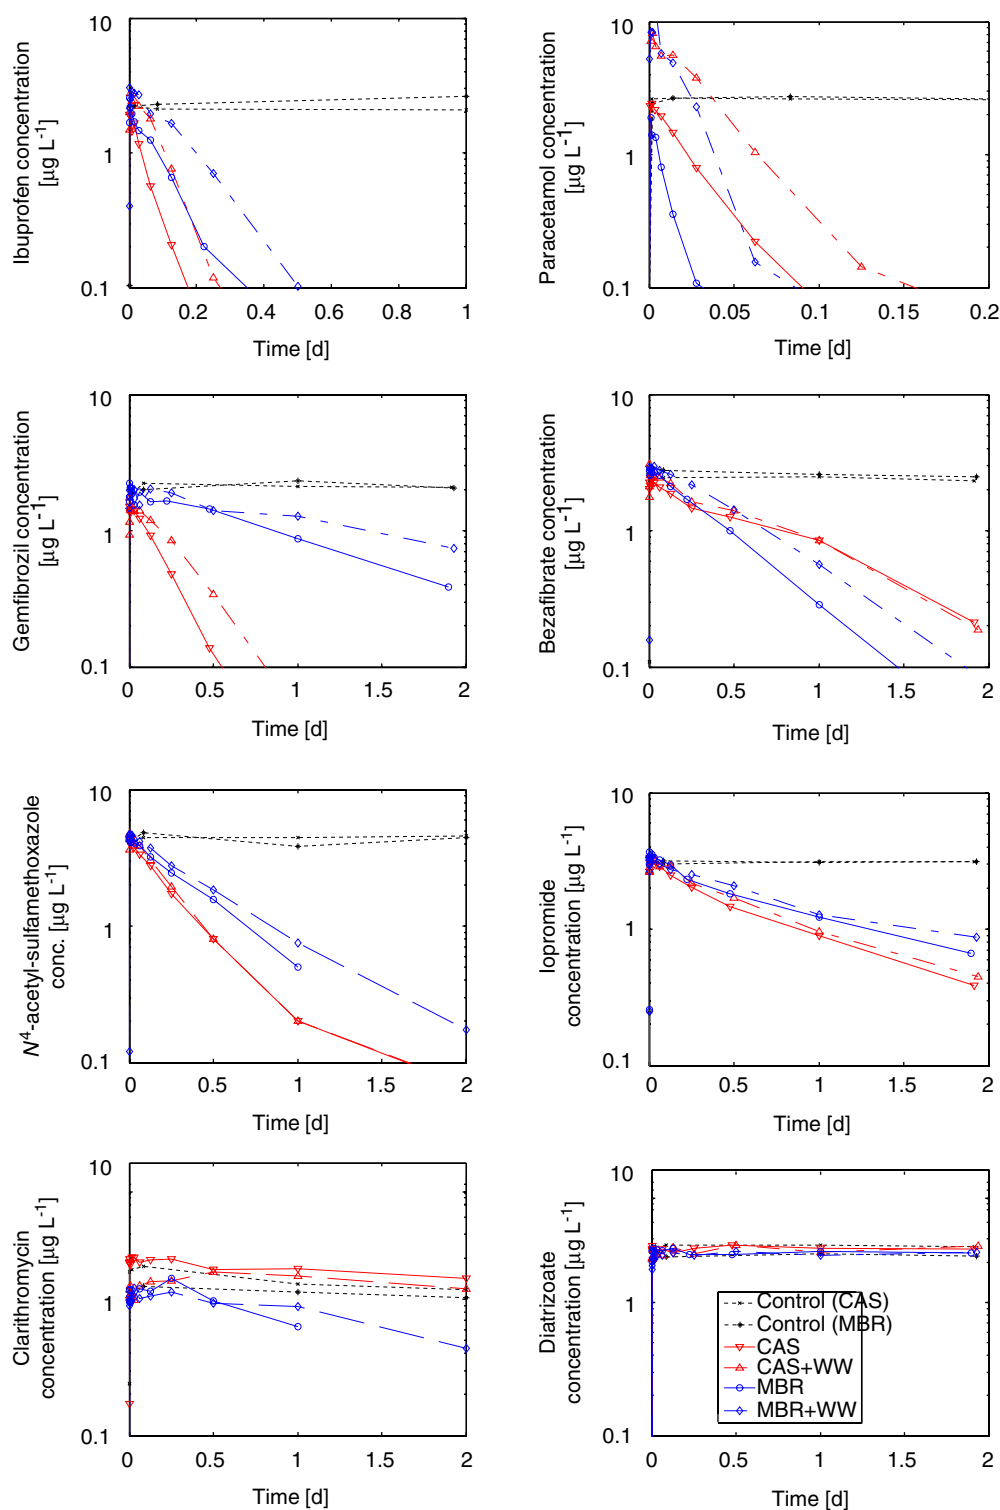 Ibuprofen concentration
[µg L-1]
1
0.1
0
0.2
0.4
0.6
0.8
1
Time [d]
Paracetamol concentration
[µg L-1]
1
0.1
0
0.05
0.1
0.15
0.2
Time [d]
Gemfibrozil concentration
[µg L-1]
10
1
0.1
0
0.5
1
1.5
2
Time [d]
Bezafibrate concentration
[µg L-1]
10
1
0.1
0
0.5
1
1.5
2
Time [d]
N4-acetyl-sulfamethoxazole
conc. [µg L-1]
10
1
0.1
0
0.5
1
1.5
2
Time [d]
Iopromide
concentration [µg L-1]
10
1
0.1
0
0.5
1
1.5
2
Time [d]
Clarithromycin
concentration [µg L-1]
10
1
0.1
0
0.5
1
1.5
2
Time [d]
Diatrizoate
concentration [µg L-1]
10
1
0.1
0
0.5
1
1.5
2
Time [d]
Control (CAS)
Control (MBR)
CAS
CAS+WW
MBR
MBR+WW